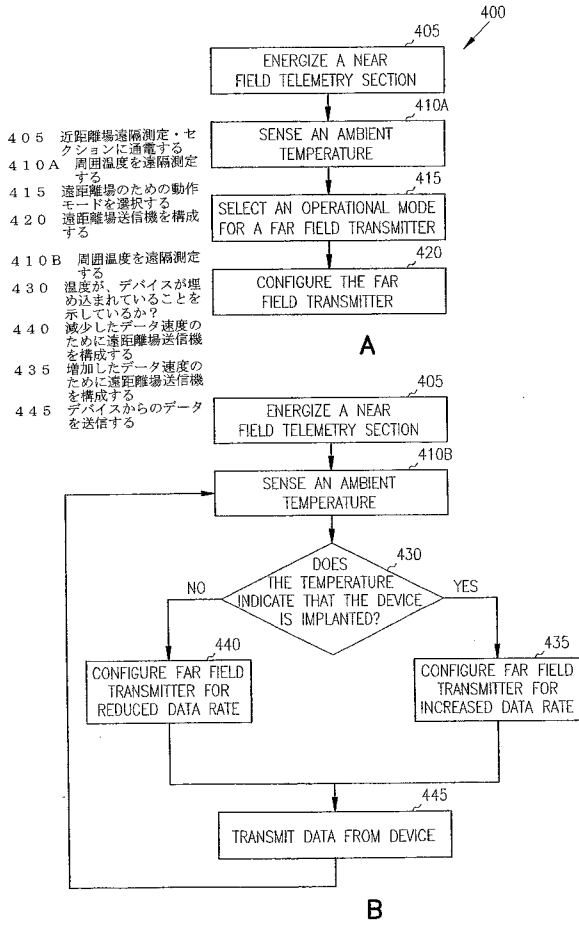 400
405
ENERGIZE A NEAR
FIELD TELEMETRY SECTION
410A
SENSE AN AMBIENT
TEMPERATURE
415
SELECT AN OPERATIONAL MODE
FOR A FAR FIELD TRANSMITTER
420
CONFIGURE THE FAR
FIELD TRANSMITTER
A
405 近距離場遠隔測定・セ
クションに通電する
410A 周囲温度を遠隔測定
する
415 遠距離場のための動作
モードを選択する
420 遠距離場送信機を構成
する
410B 周囲温度を遠隔測定
する
430 温度が、デバイスが埋
め込まれていることを
示しているか?
440 減少したデータ速度の
ために遠距離場送信機
を構成する
435 増加したデータ速度の
ために遠距離場送信機
を構成する
445 デバイスからのデータ
を送信する
405
ENERGIZE A NEAR
FIELD TELEMETRY SECTION
410B
SENSE AN AMBIENT
TEMPERATURE
430
DOES
THE TEMPERATURE
INDICATE THAT THE DEVICE
IS IMPLANTED?
NO
YES
440
CONFIGURE FAR FIELD
TRANSMITTER FOR
REDUCED DATA RATE
435
CONFIGURE FAR FIELD
TRANSMITTER FOR
INCREASED DATA RATE
445
TRANSMIT DATA FROM DEVICE
B